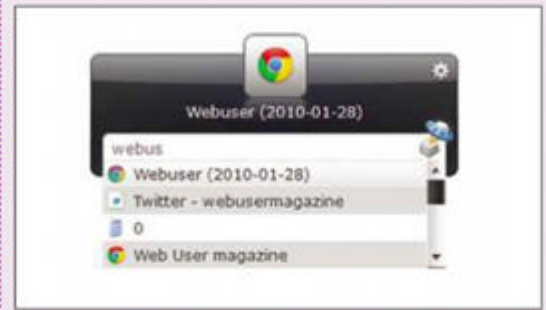 Webuser (2010-01-28)
webus
Webuser (2010-01-28)
Twitter - webusermagazine
0
Web User magazine